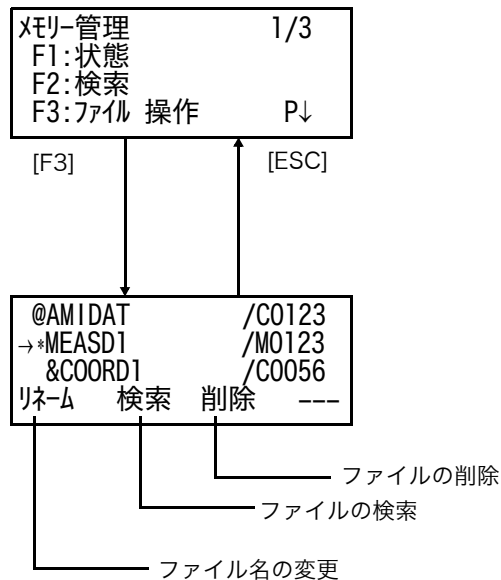 ﾒﾓﾘｰ管理 1/3
F1:状態
F2:検索
F3:ﾌｧｲﾙ 操作 P↓
[F3] [ESC]
@AMIDAT /C0123
→*MEASD1 /M0123
&COORD1 /C0056
ﾘﾈｰﾑ 検索 削除 ---
ファイルの削除
ファイルの検索
ファイル名の変更